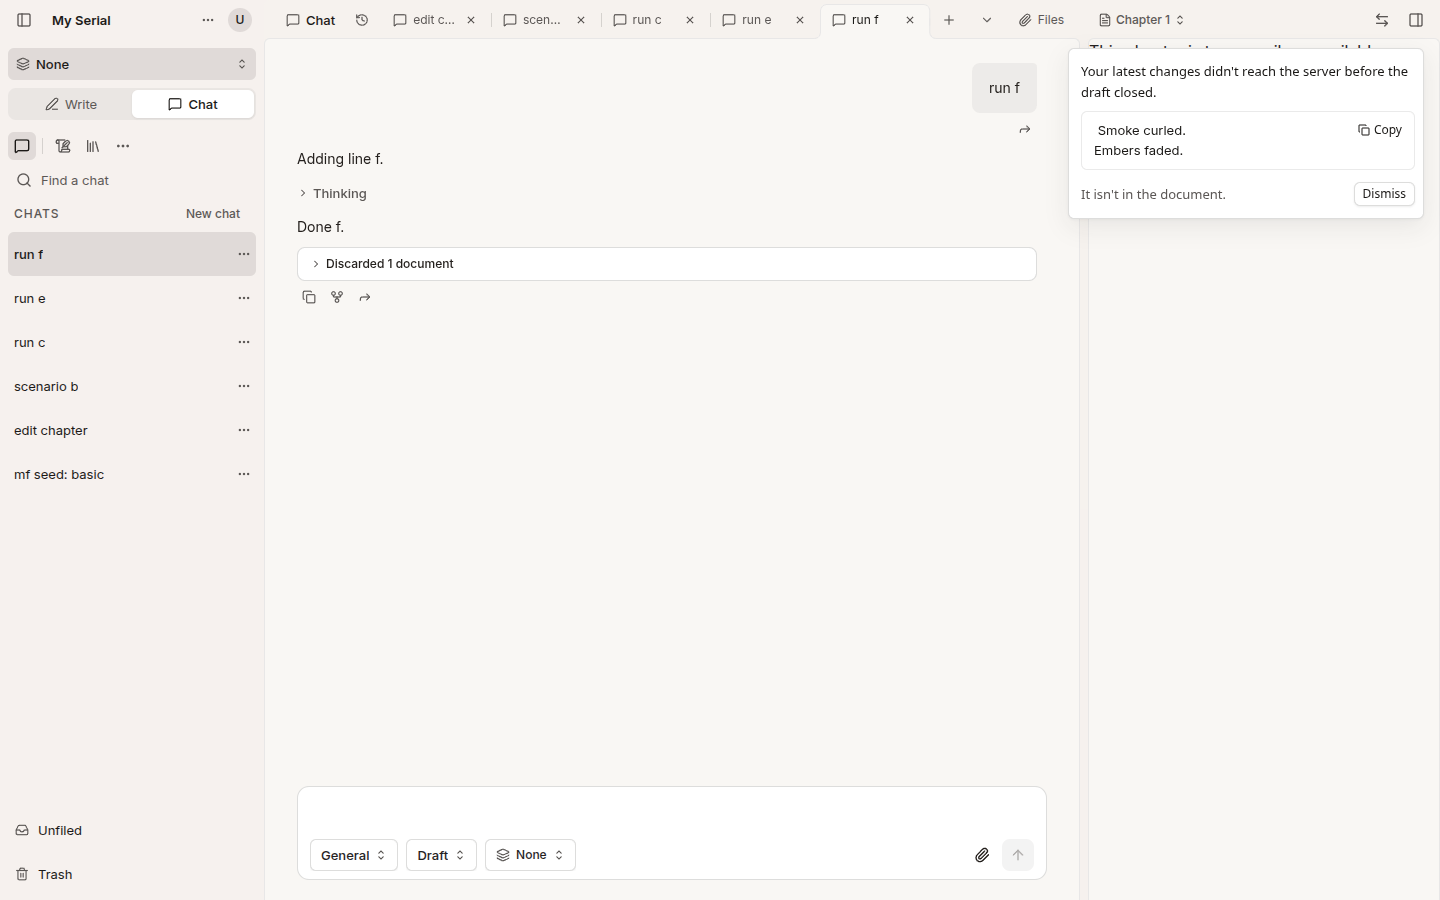 My Serial
U
None
Write
Chat
Find a chat
CHATS
New chat
run f
run e
run c
scenario b
edit chapter
mf seed: basic
Unfiled
Trash
Chat
edit c...
scen...
run c
run e
run f
Files
Chapter 1
run f
Adding line f.
Thinking
Done f.
Discarded 1 document
General
Draft
None
Your latest changes didn't reach the server before the
draft closed.
Smoke curled.
Copy
Embers faded.
It isn't in the document.
Dismiss